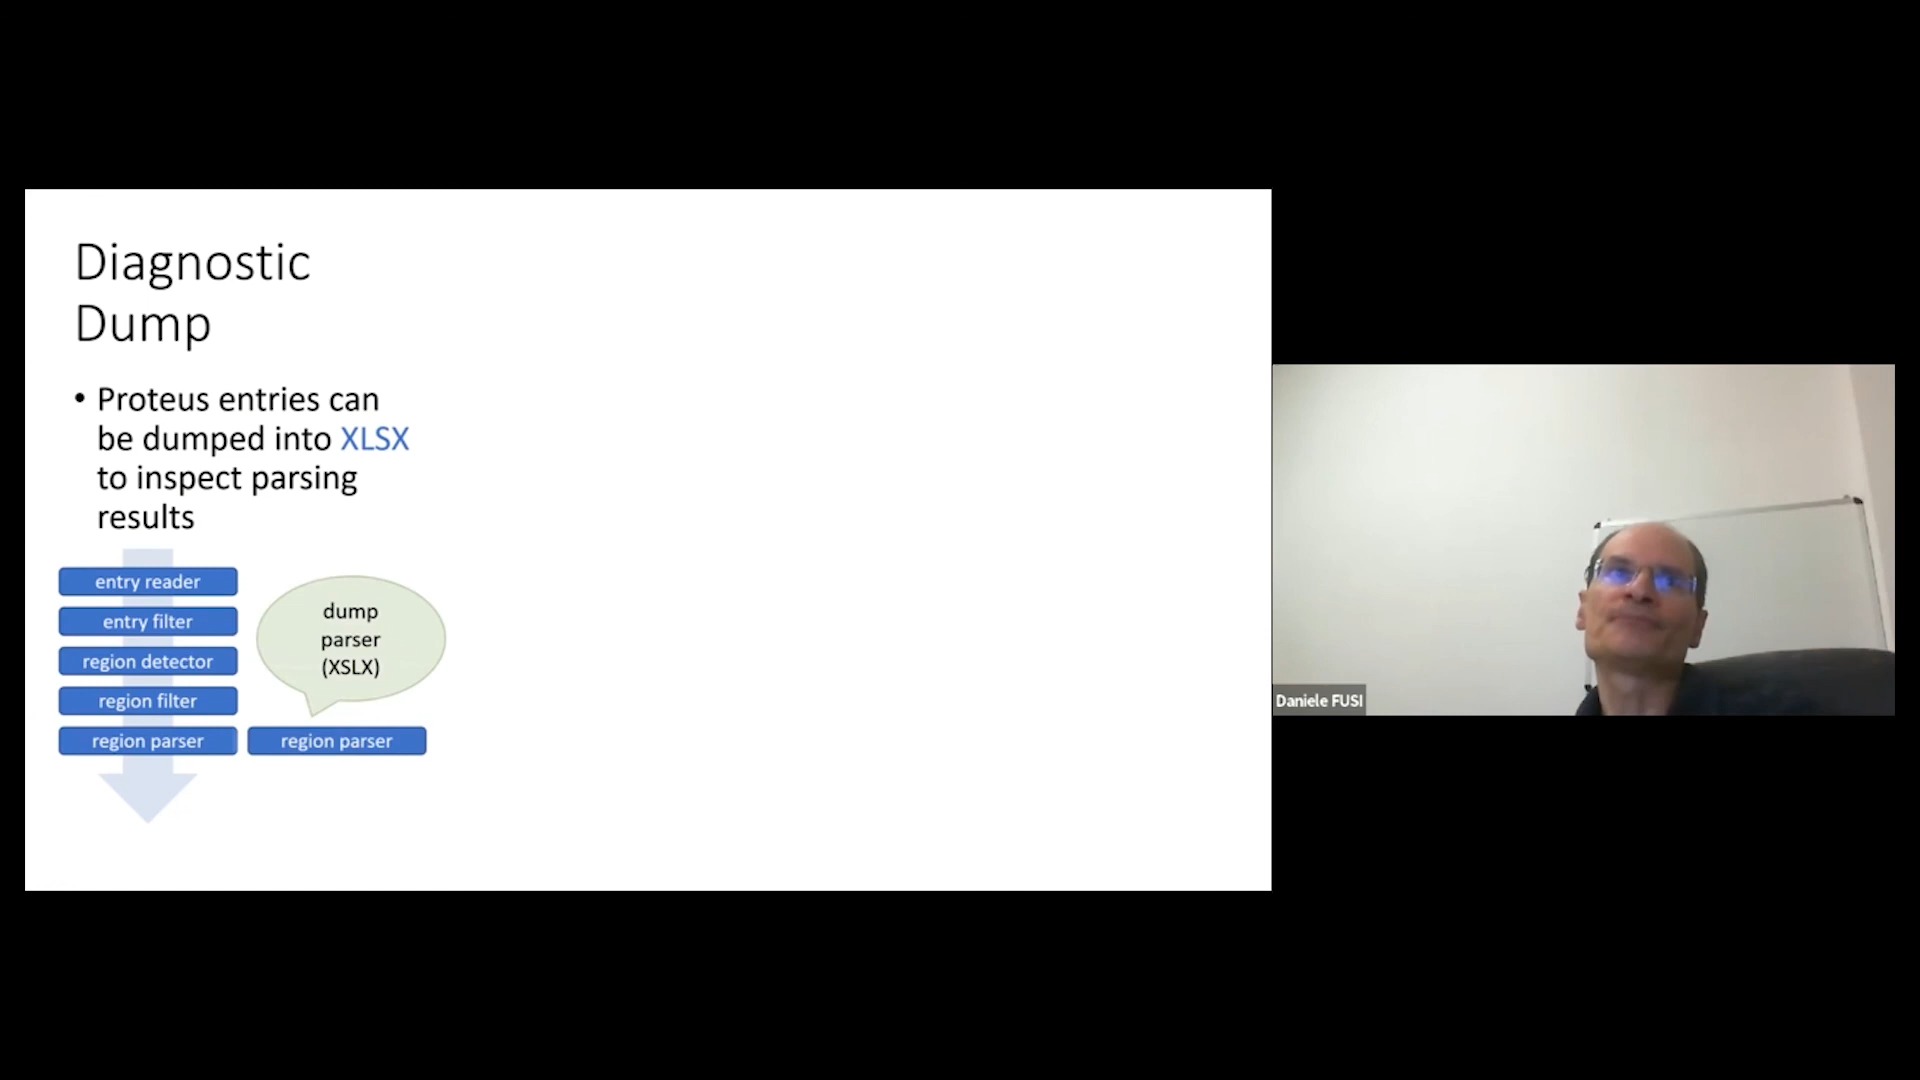 Diagnostic
Dump
• Proteus entries can
be dumped into XLSX
to inspect parsing
results
entry reader
entry filter
region detector
region filter
region parser
dump
parser
(XSLX)
region parser
Daniele FUSI